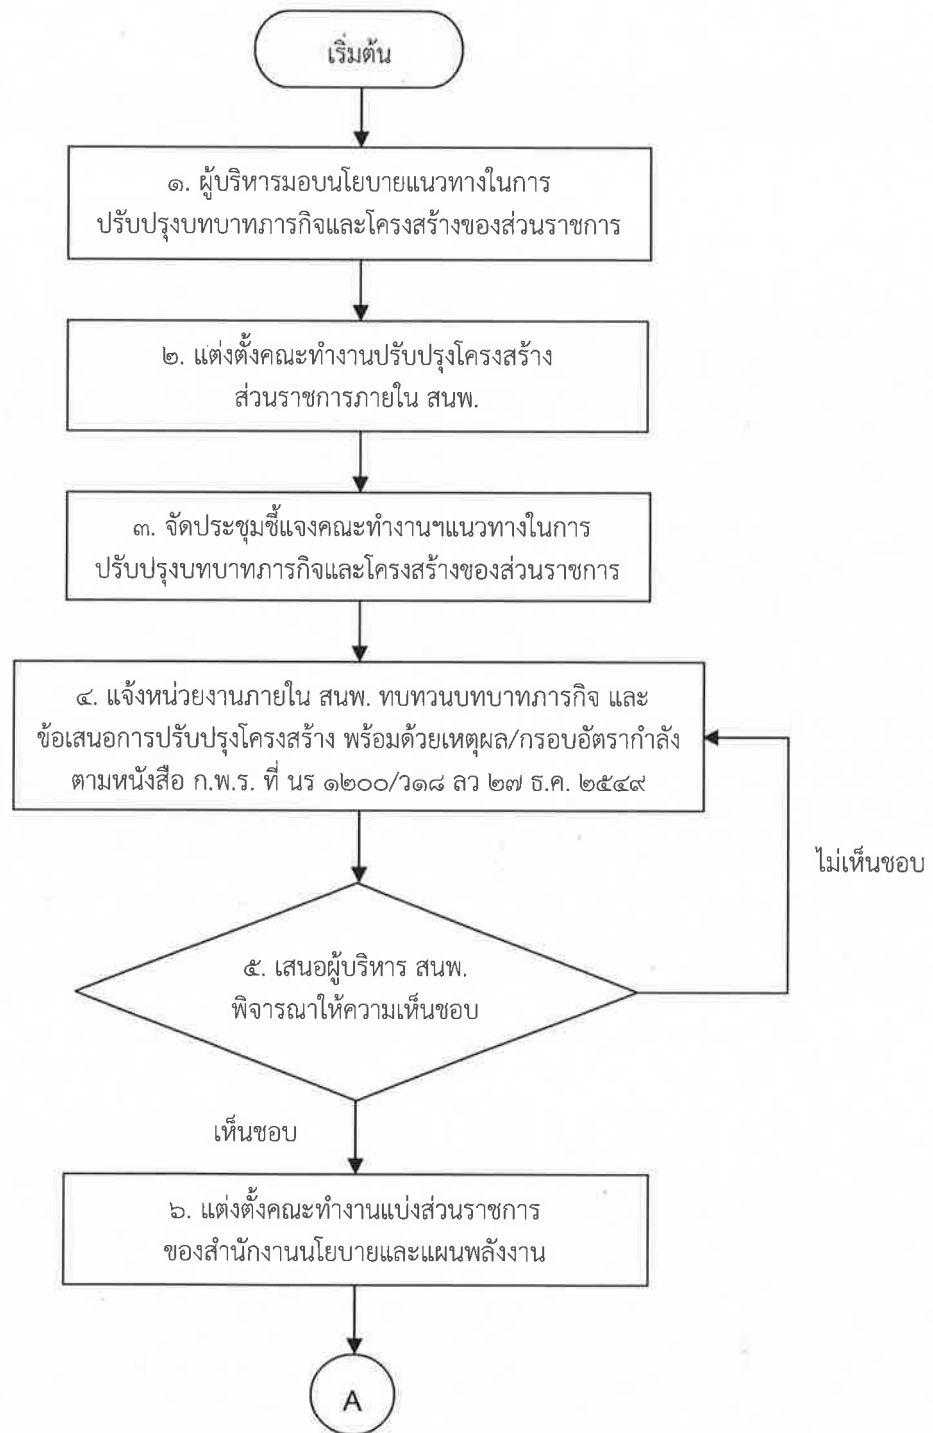 เริ่มต้น
๑. ผู้บริหารมอบนโยบายแนวทางในการ
ปรับปรุงบทบาทภารกิจและโครงสร้างของส่วนราชการ
๒. แต่งตั้งคณะทำงานปรับปรุงโครงสร้าง
ส่วนราชการภายใน สนพ.
๓. จัดประชุมชี้แจงคณะทำงานฯแนวทางในการ
ปรับปรุงบทบาทภารกิจและโครงสร้างของส่วนราชการ
๔. แจ้งหน่วยงานภายใน สนพ. ทบทวนบทบาทภารกิจ และ
ข้อเสนอการปรับปรุงโครงสร้าง พร้อมด้วยเหตุผล/กรอบอัตรากำลัง
ตามหนังสือ ก.พ.ร. ที่ นร ๑๒๐๐/ว๑๘ ลว ๒๗ ธ.ค. ๒๕๔๙
ไม่เห็นชอบ
๕. เสนอผู้บริหาร สนพ.
พิจารณาให้ความเห็นชอบ
เห็นชอบ
๖. แต่งตั้งคณะทำงานแบ่งส่วนราชการ
ของสำนักงานนโยบายและแผนพลังงาน
A